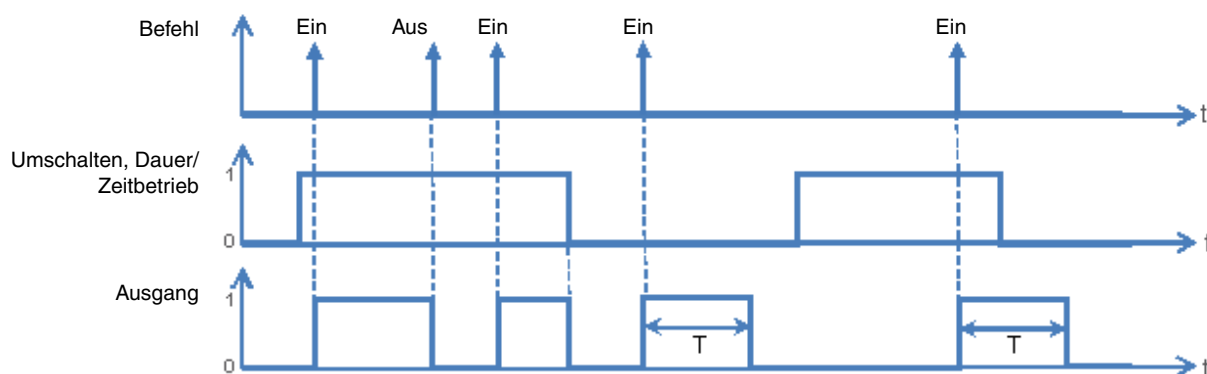 Befehl Ein Aus Ein Ein Ein
t
Umschalten, Dauer/
Zeitbetrieb
1
0 t
Ausgang
1
T T
0 t